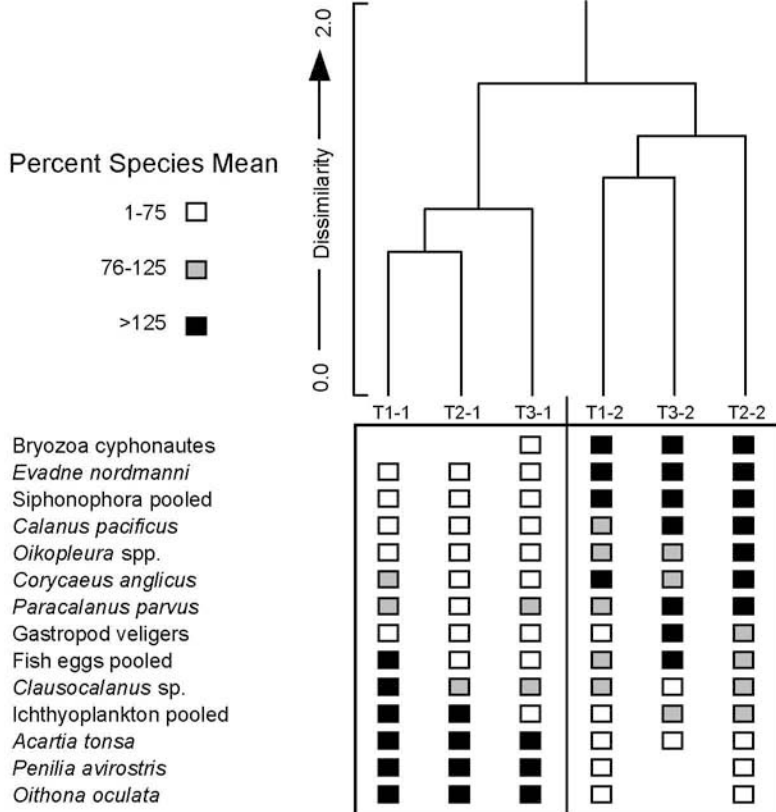 2.0
Dissimilarity
0.0
Percent Species Mean
1-75
76-125
>125
T1-1 T2-1 T3-1 T1-2 T3-2 T2-2
Bryozoa cyphonautes
Evadne nordmanni
Siphonophora pooled
Calanus pacificus
Oikopleura spp.
Corycaeus anglicus
Paracalanus parvus
Gastropod veligers
Fish eggs pooled
Clausocalanus sp.
Ichthyoplankton pooled
Acartia tonsa
Penilia avirostris
Oithona oculata